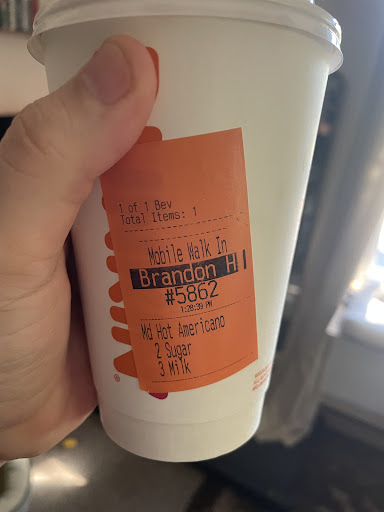 1 of 1 Bev
Total Items: 1
Mobile Walk In
Brandon H
#5862
1:20:39 PM
Md Hot Americano
2 Sugar
3 Milk
®